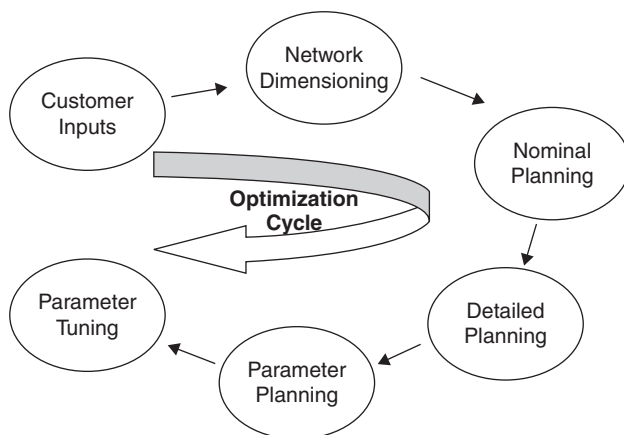 Customer
Inputs
Network
Dimensioning
Nominal
Planning
Optimization
Cycle
Detailed
Planning
Parameter
Planning
Parameter
Tuning